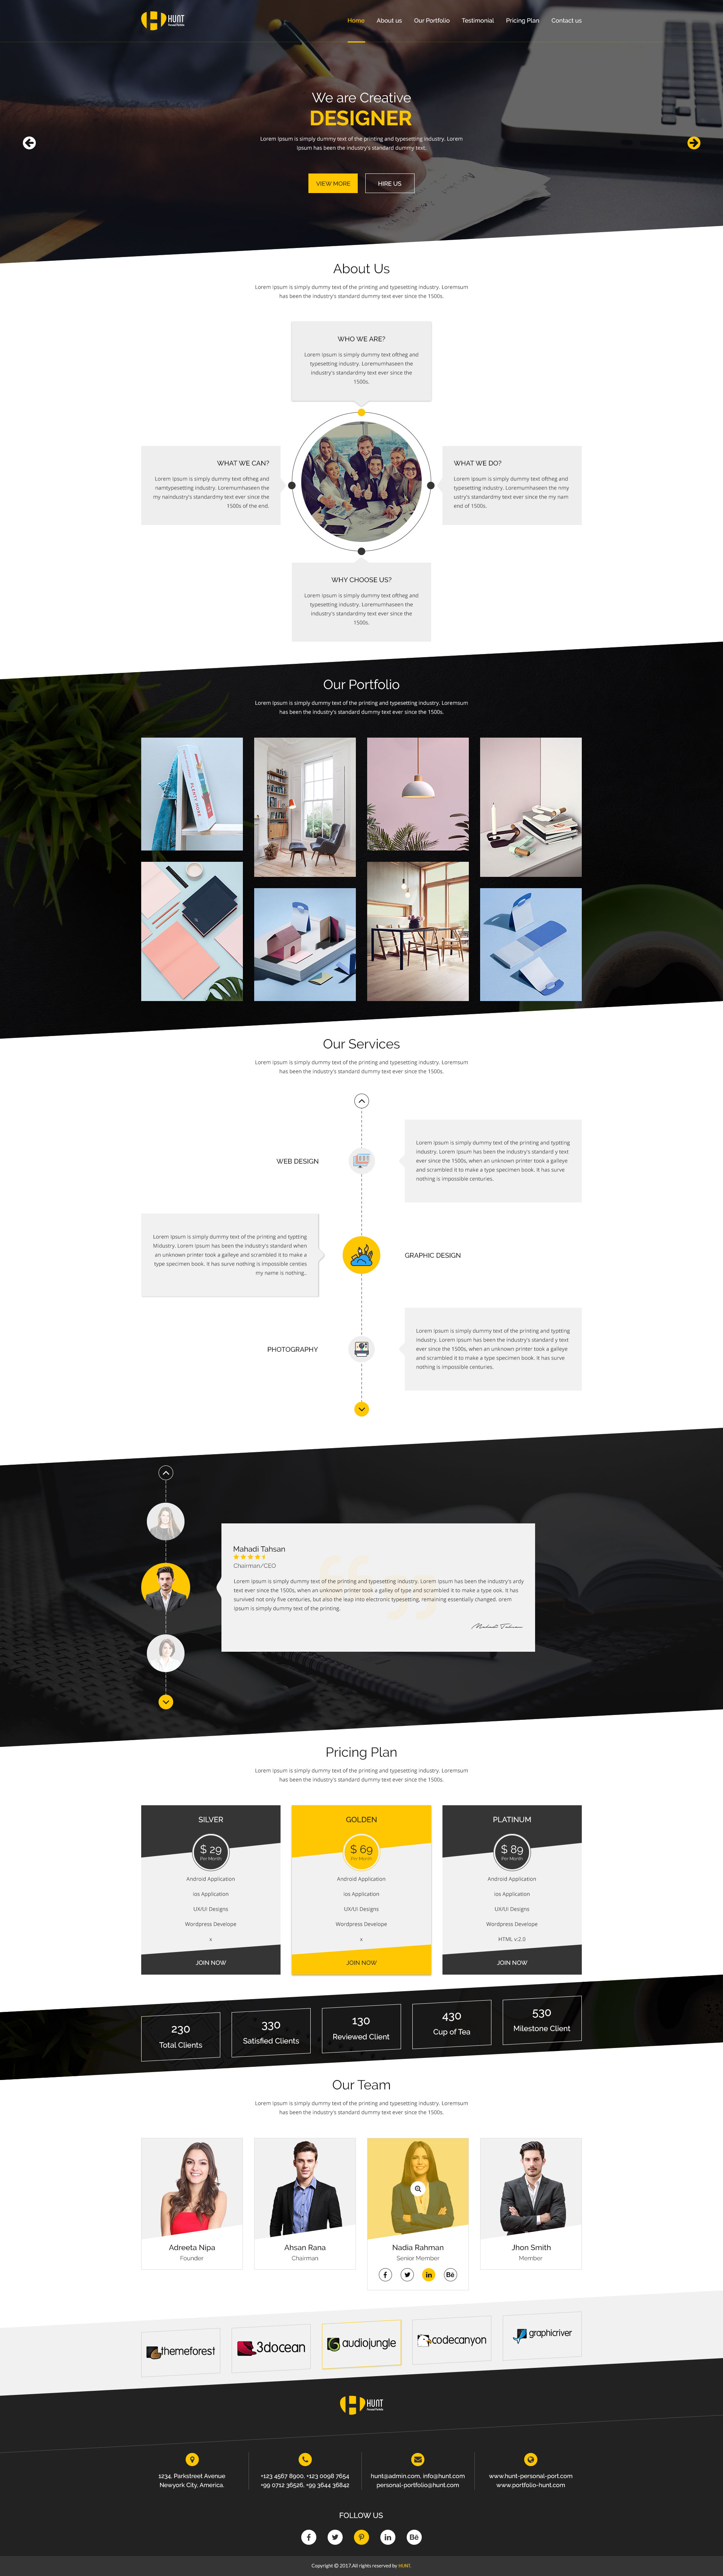 HUNT
Personal Portfolio
Home About us Our Portfolio Testimonial Pricing Plan Contact us
We are Creative
DESIGNER
Lorem Ipsum is simply dummy text of the printing and typesetting industry. Lorem
Ipsum has been the industry's standard dummy text.
VIEW MORE
HIRE US
About Us
Lorem Ipsum is simply dummy text of the printing and typesetting industry. Loremsum
has been the industry's standard dummy text ever since the 1500s.
WHO WE ARE?
Lorem Ipsum is simply dummy text oftheg and
typesetting industry. Loremumhaseen the
industry's standardmy text ever since the
1500s.
WHAT WE CAN?
Lorem Ipsum is simply dummy text oftheg and
namtypesetting industry. Loremumhaseen the
my naindustry's standardmy text ever since the
1500s of the end.
WHAT WE DO?
Lorem Ipsum is simply dummy text oftheg and
typesetting industry. Loremumhaseen the nmy
ustry's standardmy text ever since the my nam
end of 1500s.
WHY CHOOSE US?
Lorem Ipsum is simply dummy text oftheg and
typesetting industry. Loremumhaseen the
industry's standardmy text ever since the
1500s.
Our Portfolio
Lorem Ipsum is simply dummy text of the printing and typesetting industry. Loremsum
has been the industry's standard dummy text ever since the 1500s.
Our Services
Lorem Ipsum is simply dummy text of the printing and typesetting industry. Loremsum
has been the industry's standard dummy text ever since the 1500s.
WEB DESIGN
Lorem Ipsum is simply dummy text of the printing and typtting
industry. Lorem Ipsum has been the industry's standard y text
ever since the 1500s, when an unknown printer took a galleye
and scrambled it to make a type specimen book. It has surve
nothing is impossible centuries.
Lorem Ipsum is simply dummy text of the printing and typtting
Midustry. Lorem Ipsum has been the industry's standard when
an unknown printer took a galleye and scrambled it to make a
type specimen book. It has surve nothing is impossible centies
my name is nothing..
GRAPHIC DESIGN
PHOTOGRAPHY
Lorem Ipsum is simply dummy text of the printing and typtting
industry. Lorem Ipsum has been the industry's standard y text
ever since the 1500s, when an unknown printer took a galleye
and scrambled it to make a type specimen book. It has surve
nothing is impossible centuries.
Mahadi Tahsan
Chairman/CEO
Lorem Ipsum is simply dummy text of the printing and typesetting industry. Lorem Ipsum has been the industry's ardy
text ever since the 1500s, when an unknown printer took a galley of type and scrambled it to make a type ook. It has
survived not only five centuries, but also the leap into electronic typesetting, remaining essentially changed. orem
Ipsum is simply dummy text of the printing.
Mahadi Tahsan
Pricing Plan
Lorem Ipsum is simply dummy text of the printing and typesetting industry. Loremsum
has been the industry's standard dummy text ever since the 1500s.
SILVER
$ 29
Per Month
Android Application
ios Application
UX/UI Designs
Wordpress Develope
x
JOIN NOW
GOLDEN
$ 69
Per Month
Android Application
ios Application
UX/UI Designs
Wordpress Develope
x
JOIN NOW
PLATINUM
$ 89
Per Month
Android Application
ios Application
UX/UI Designs
Wordpress Develope
HTML v:2.0
JOIN NOW
230
Total Clients
330
Satisfied Clients
130
Reviewed Client
430
Cup of Tea
530
Milestone Client
Our Team
Lorem Ipsum is simply dummy text of the printing and typesetting industry. Loremsum
has been the industry's standard dummy text ever since the 1500s.
Adreeta Nipa
Founder
Ahsan Rana
Chairman
Nadia Rahman
Senior Member
Jhon Smith
Member
themeforest
3docean
audiojungle
codecanyon
graphicriver
HUNT
Personal Portfolio
1234, Parkstreet Avenue
Newyork City, America.
+123 4567 8900, +123 0098 7654
+99 0712 36526, +99 3644 36842
hunt@admin.com, info@hunt.com
personal-portfolio@hunt.com
www.hunt-personal-port.com
www.portfolio-hunt.com
FOLLOW US
Copyright © 2017.All rights reserved by HUNT.